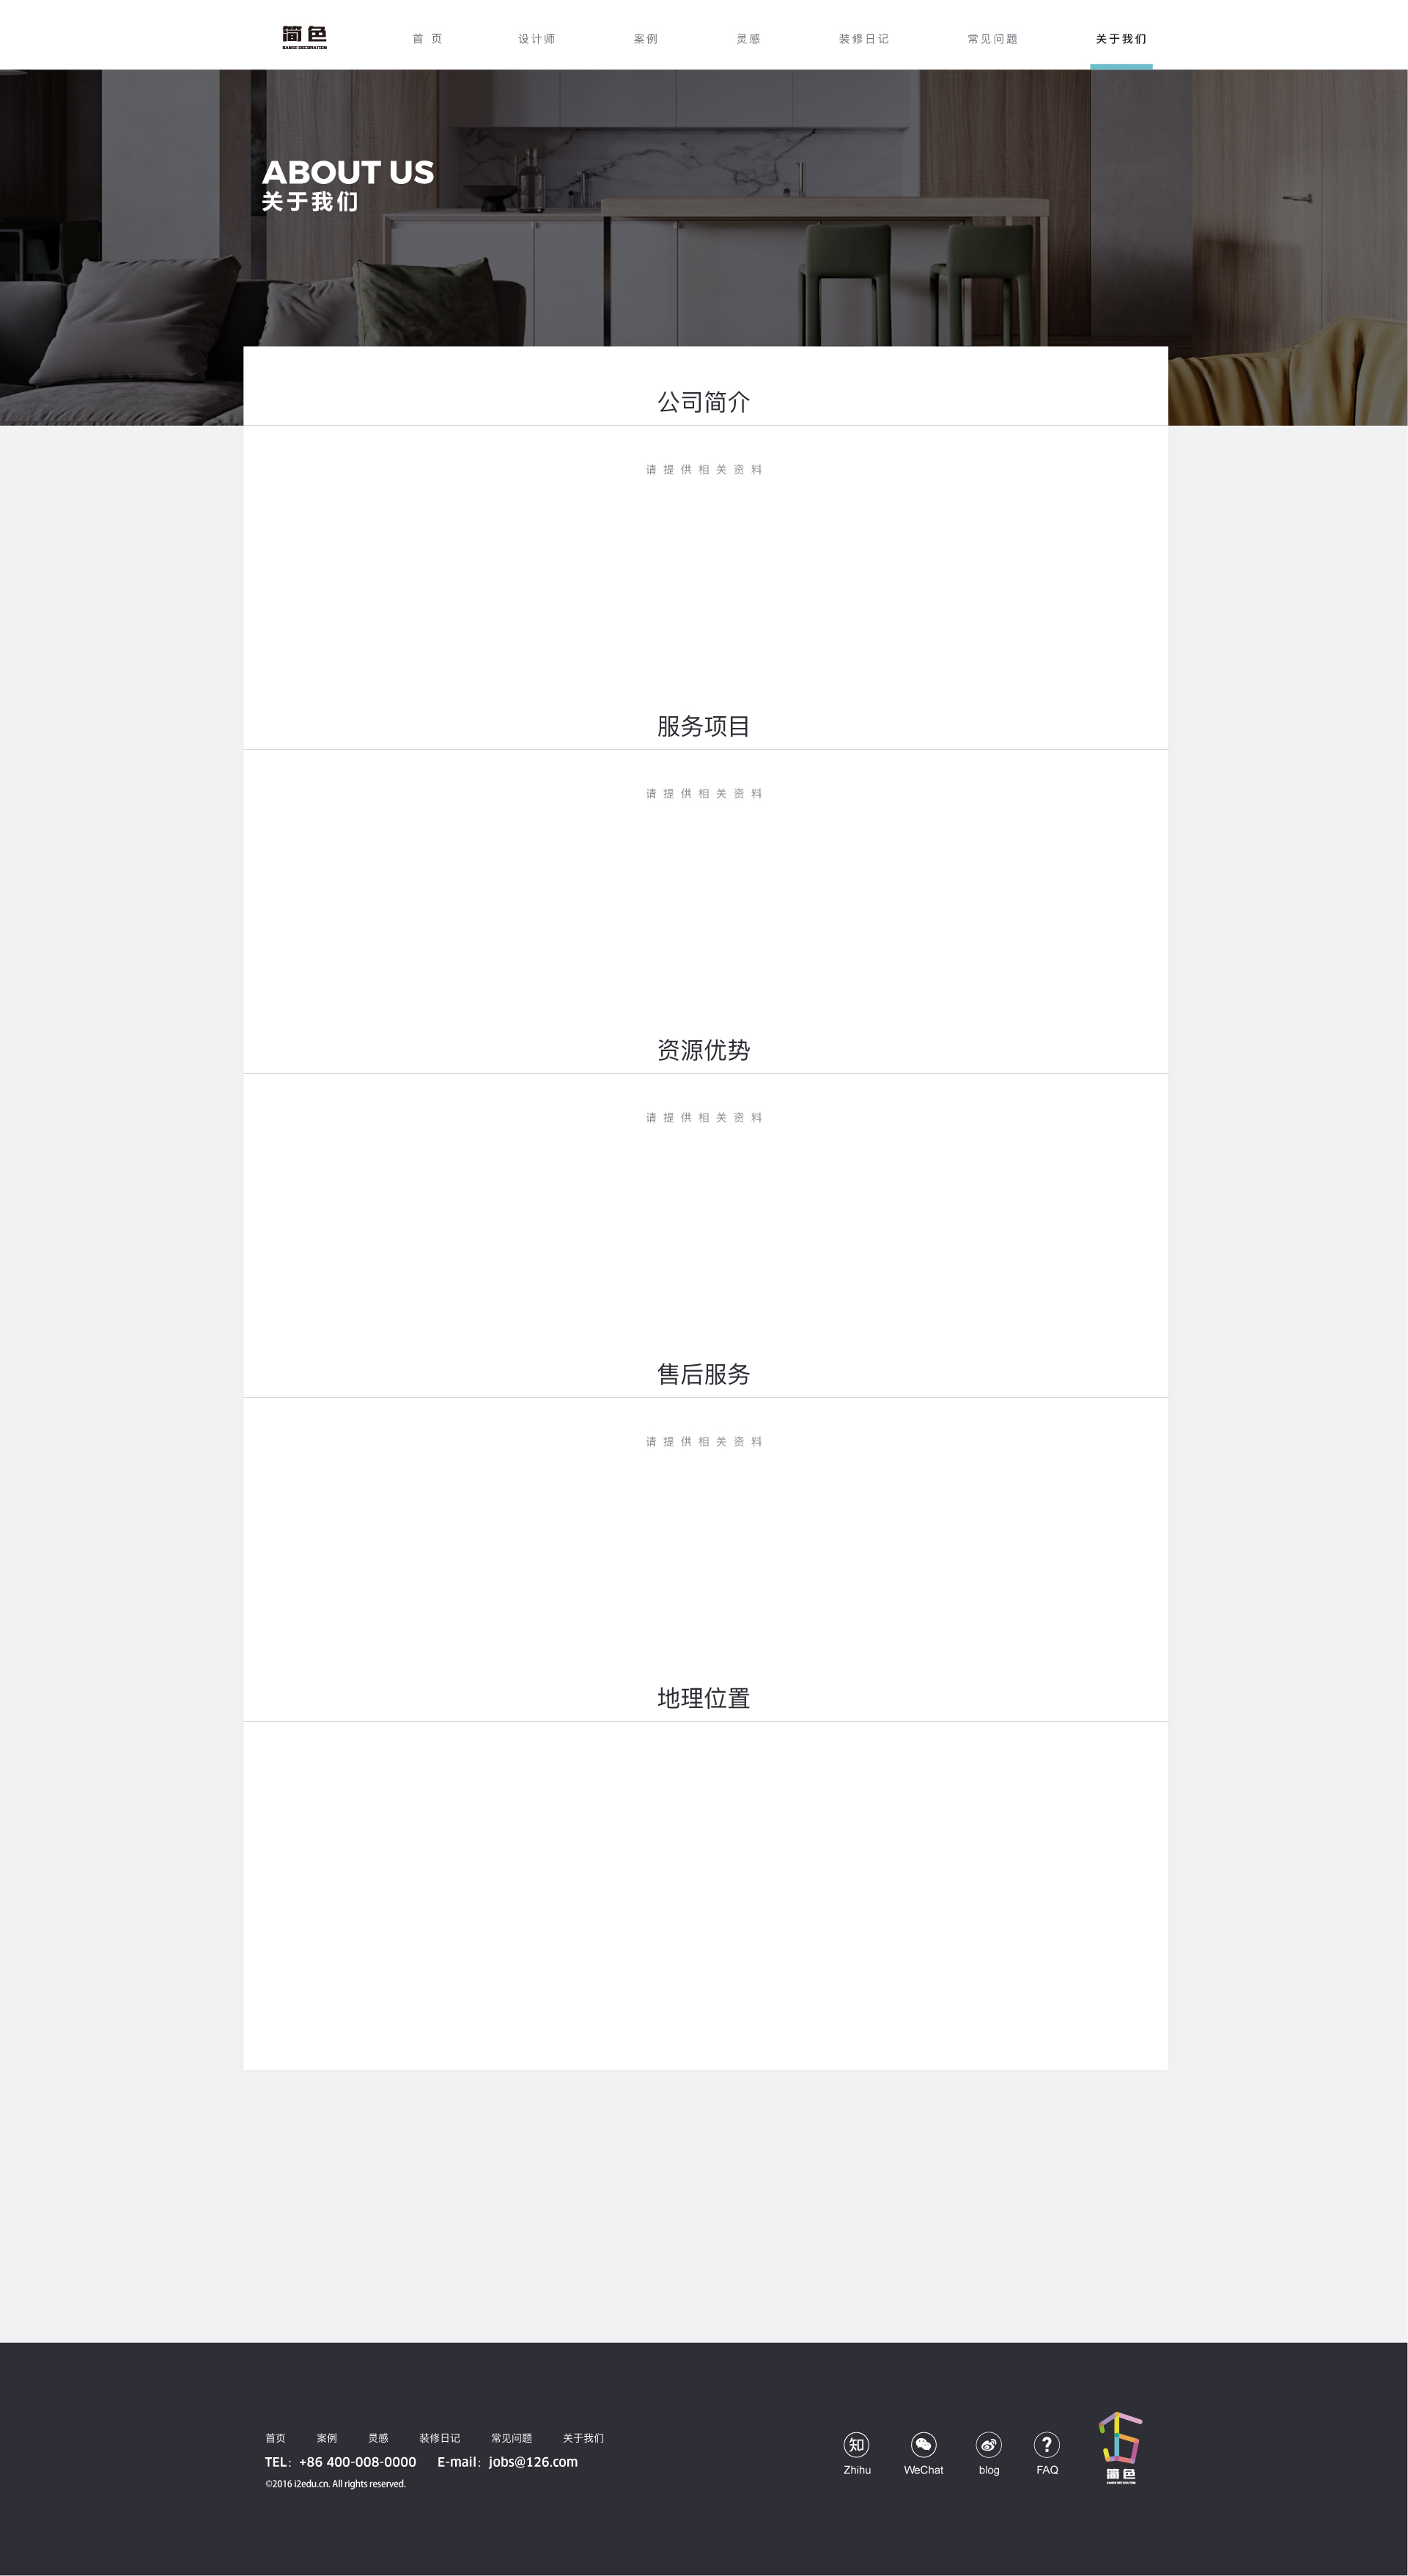 简色
首 页 设计师 案例 灵感 装修日记 常见问题 关于我们
ABOUT US
关于我们
公司简介
请提供相关资料
服务项目
请提供相关资料
资源优势
请提供相关资料
售后服务
请提供相关资料
地理位置
首页 案例 灵感 装修日记 常见问题 关于我们
TEL：+86 400-008-0000 E-mail：jobs@126.com
©2016 i2edu.cn. All rights reserved.
知
Zhihu WeChat blog FAQ
简色